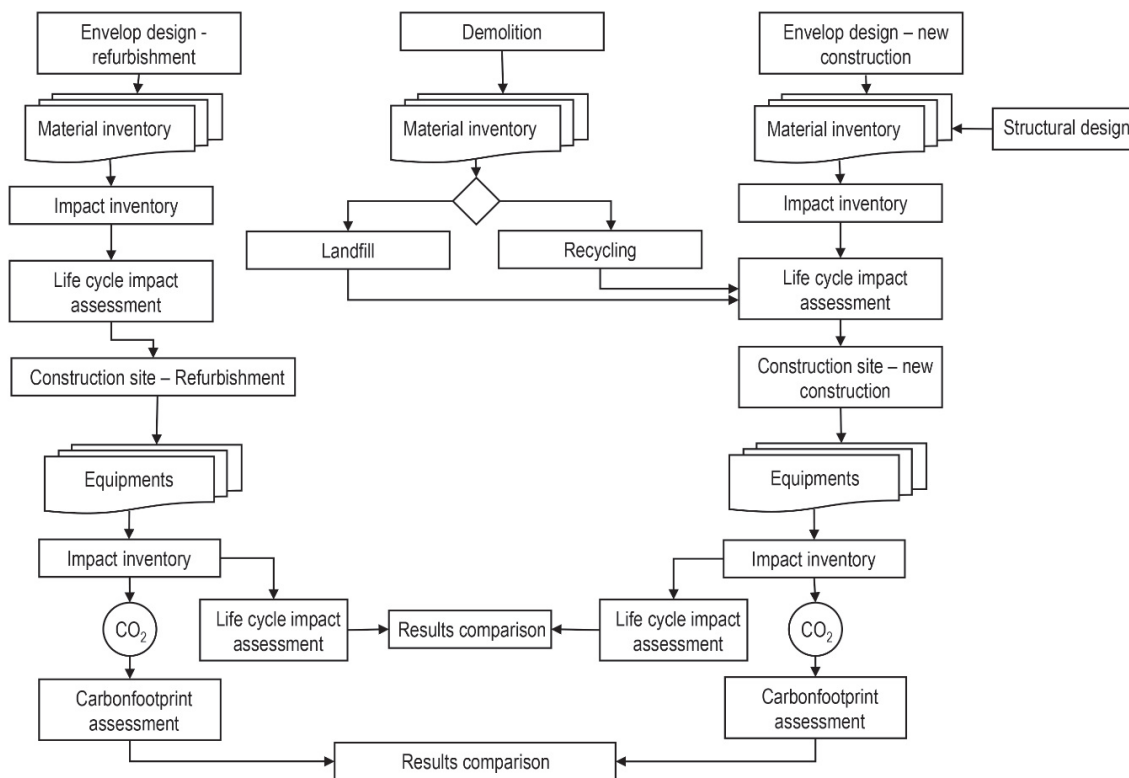 Envelop design -
refurbishment
Demolition
Envelop design – new
construction
Material inventory
Material inventory
Material inventory
Structural design
Impact inventory
Impact inventory
Landfill
Recycling
Life cycle impact
assessment
Life cycle impact
assessment
Construction site – Refurbishment
Construction site – new
construction
Equipments
Equipments
Impact inventory
Impact inventory
CO₂
Life cycle impact
assessment
Results comparison
Life cycle impact
assessment
CO₂
Carbonfootprint
assessment
Carbonfootprint
assessment
Results comparison